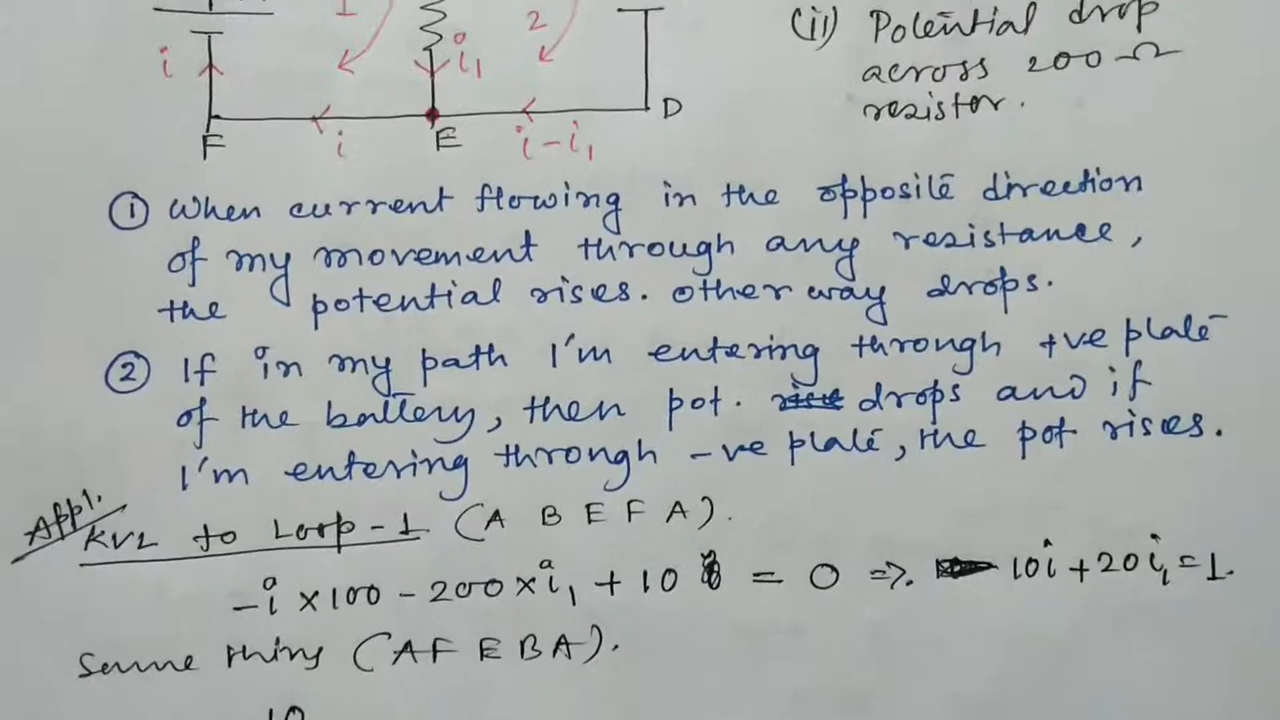 1
2
i
i₁
F
i
E
i-i₁
D
(ii) Potential drop
across 200-Ω
resistor.
① When current flowing in the opposite direction
of my movement through any resistance,
the potential rises. other way drops.
② If in my path I'm entering through +ve plate
of the battery, then pot. drops and if
I'm entering through -ve plate, the pot rises.
Appl.
KVL to Loop-1 (A B E F A).
-i × 100 - 200 × i₁ + 10 = 0 ⇒ 10i + 20i₁ = 1.
Same thing (A F E B A).
10